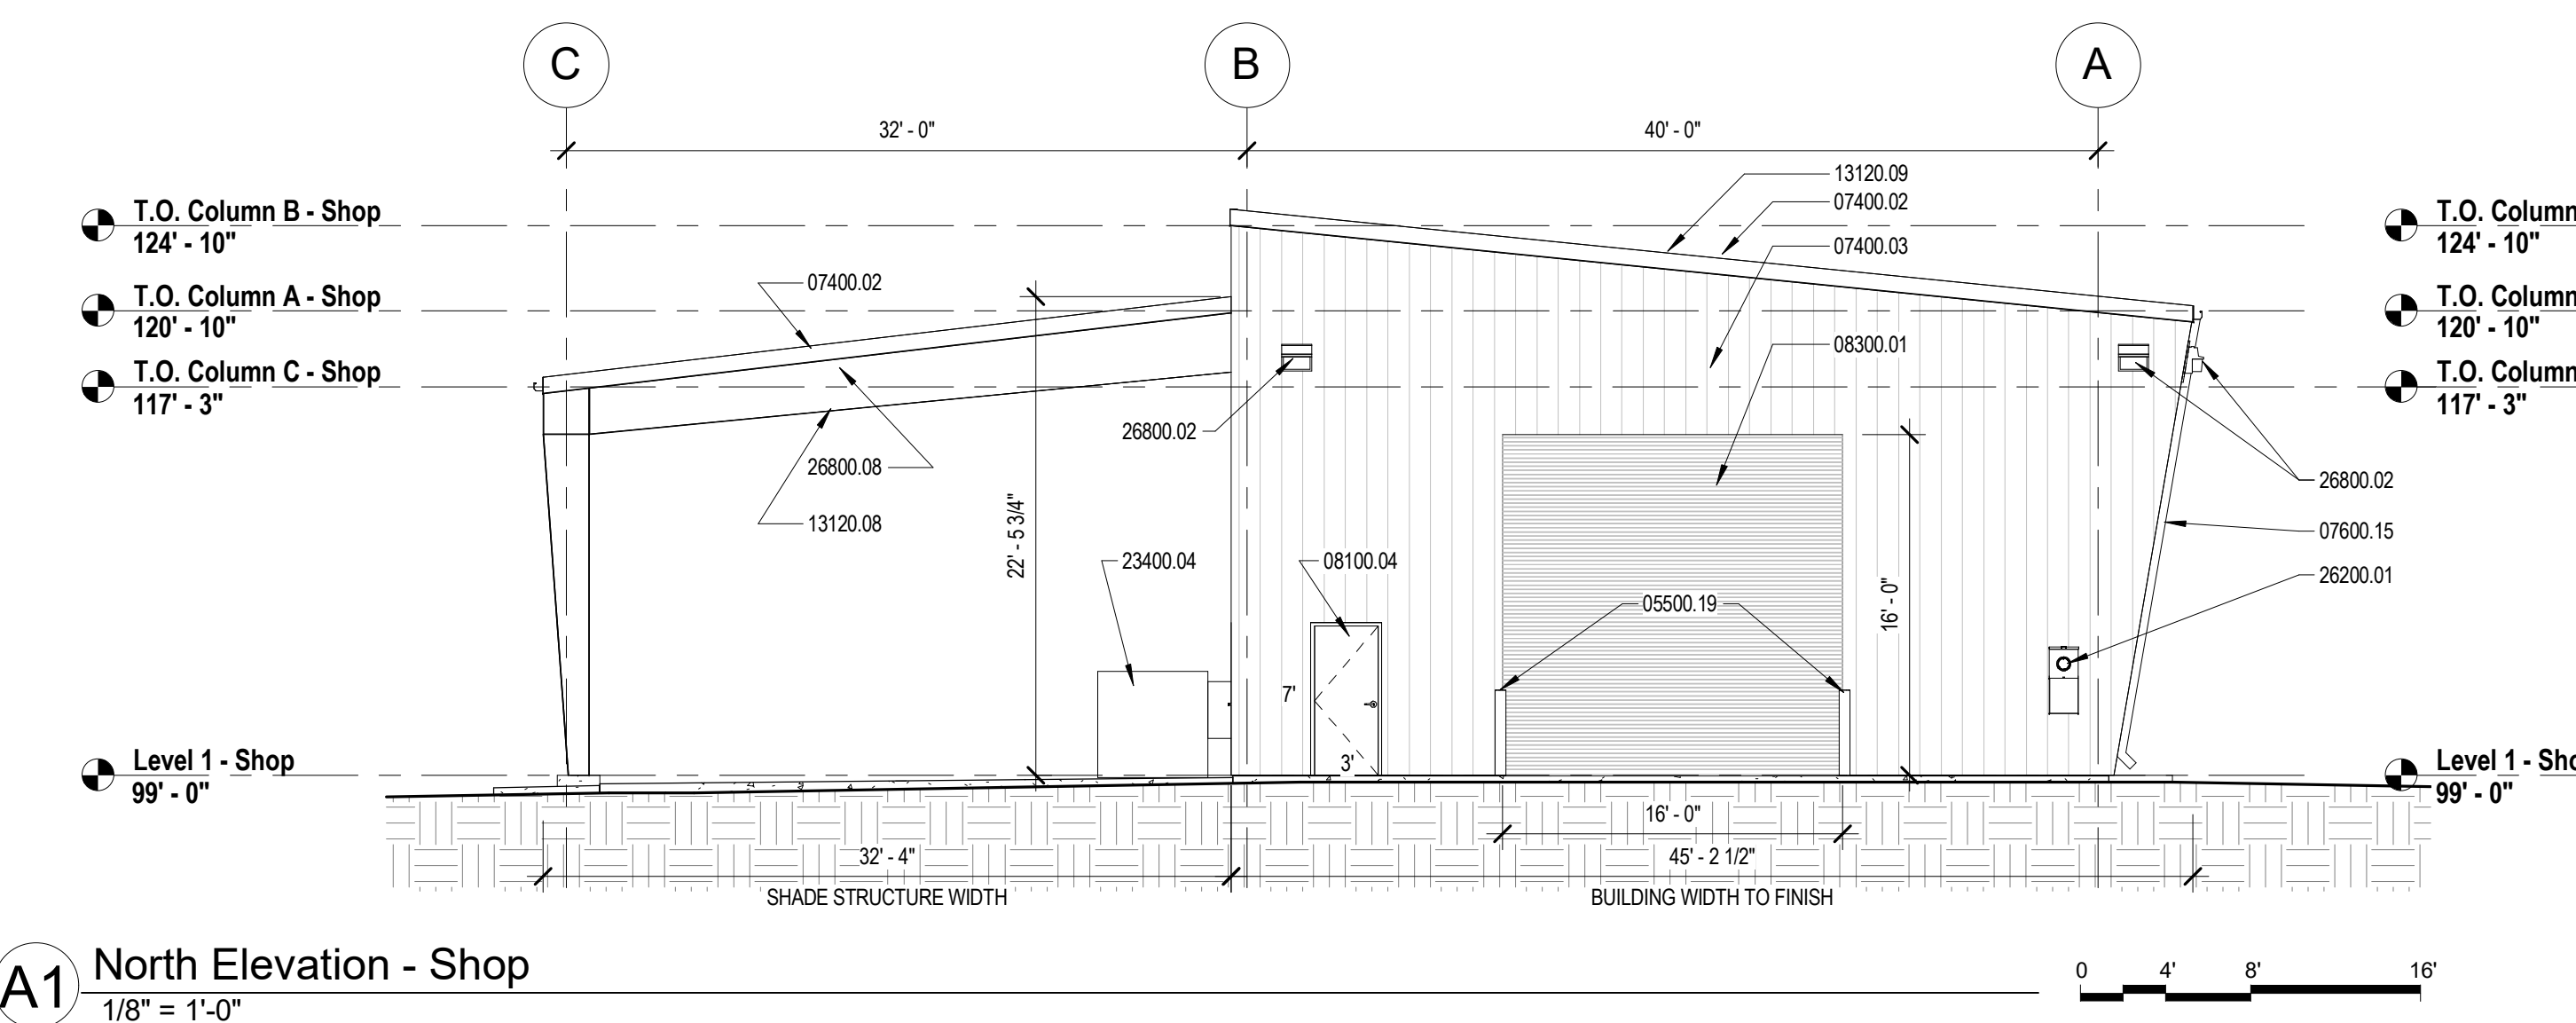 C
B
A
32' - 0"
40' - 0"
13120.09
07400.02
07400.03
T.O. Column B - Shop
124' - 10"
T.O. Column
124' - 10"
07400.02
T.O. Column A - Shop
120' - 10"
T.O. Column
120' - 10"
08300.01
T.O. Column C - Shop
117' - 3"
T.O. Column
117' - 3"
26800.02
26800.08
26800.02
13120.08
22' - 5 3/4"
07600.15
23400.04
08100.04
26200.01
05500.19
16' - 0"
7'
3'
Level 1 - Shop
99' - 0"
Level 1 - Sho
99' - 0"
16' - 0"
32' - 4"
45' - 2 1/2"
SHADE STRUCTURE WIDTH
BUILDING WIDTH TO FINISH
A1
North Elevation - Shop
1/8" = 1'-0"
0 4' 8' 16'